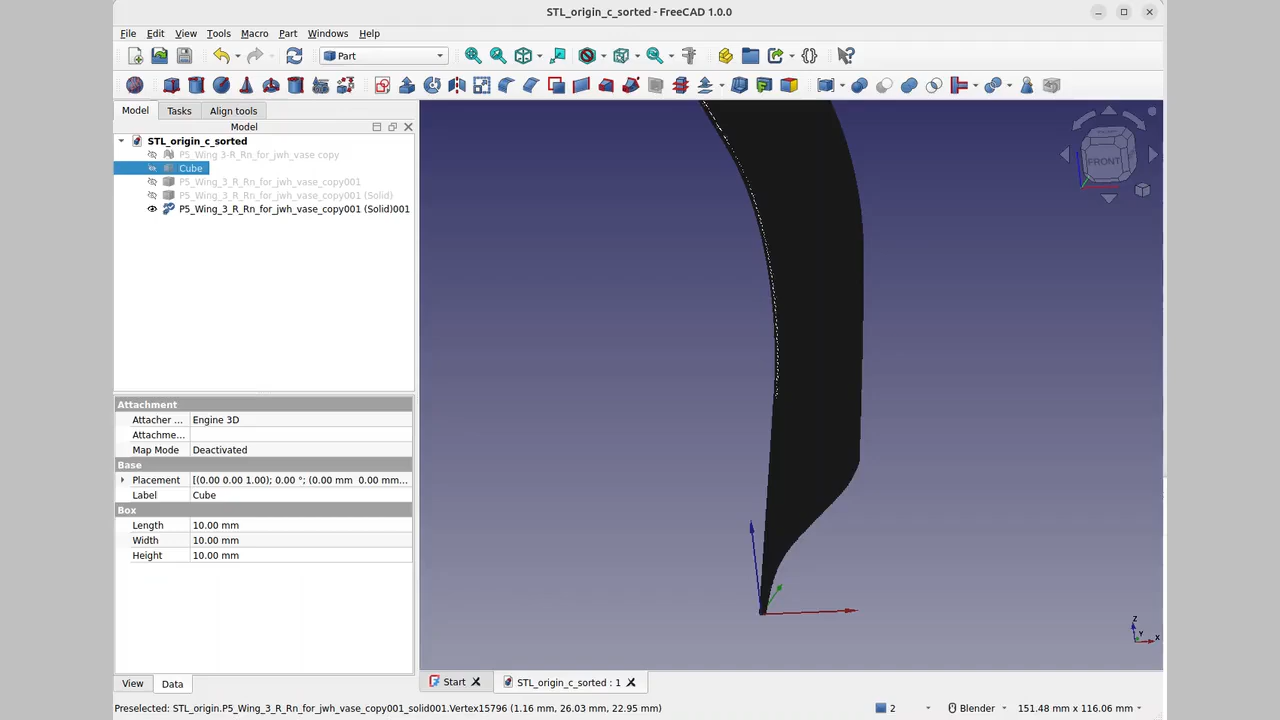 STL_origin_c_sorted - FreeCAD 1.0.0
File Edit View Tools Macro Part Windows Help
Part
Model Tasks Align tools
Model
STL_origin_c_sorted
P5_Wing 3-R_Rn_for_jwh_vase copy
Cube
P5_Wing_3_R_Rn_for_jwh_vase_copy001
P5_Wing_3_R_Rn_for_jwh_vase_copy001 (Solid)
P5_Wing_3_R_Rn_for_jwh_vase_copy001 (Solid)001
FRONT
Attachment
Attacher ... Engine 3D
Attachme...
Map Mode Deactivated
Base
Placement [(0.00 0.00 1.00); 0.00 °; (0.00 mm 0.00 mm...
Label Cube
Box
Length 10.00 mm
Width 10.00 mm
Height 10.00 mm
Z
Y
X
View Data
Start STL_origin_c_sorted : 1
Preselected: STL_origin.P5_Wing_3_R_Rn_for_jwh_vase_copy001_solid001.Vertex15796 (1.16 mm, 26.03 mm, 22.95 mm) 2 Blender 151.48 mm x 116.06 mm